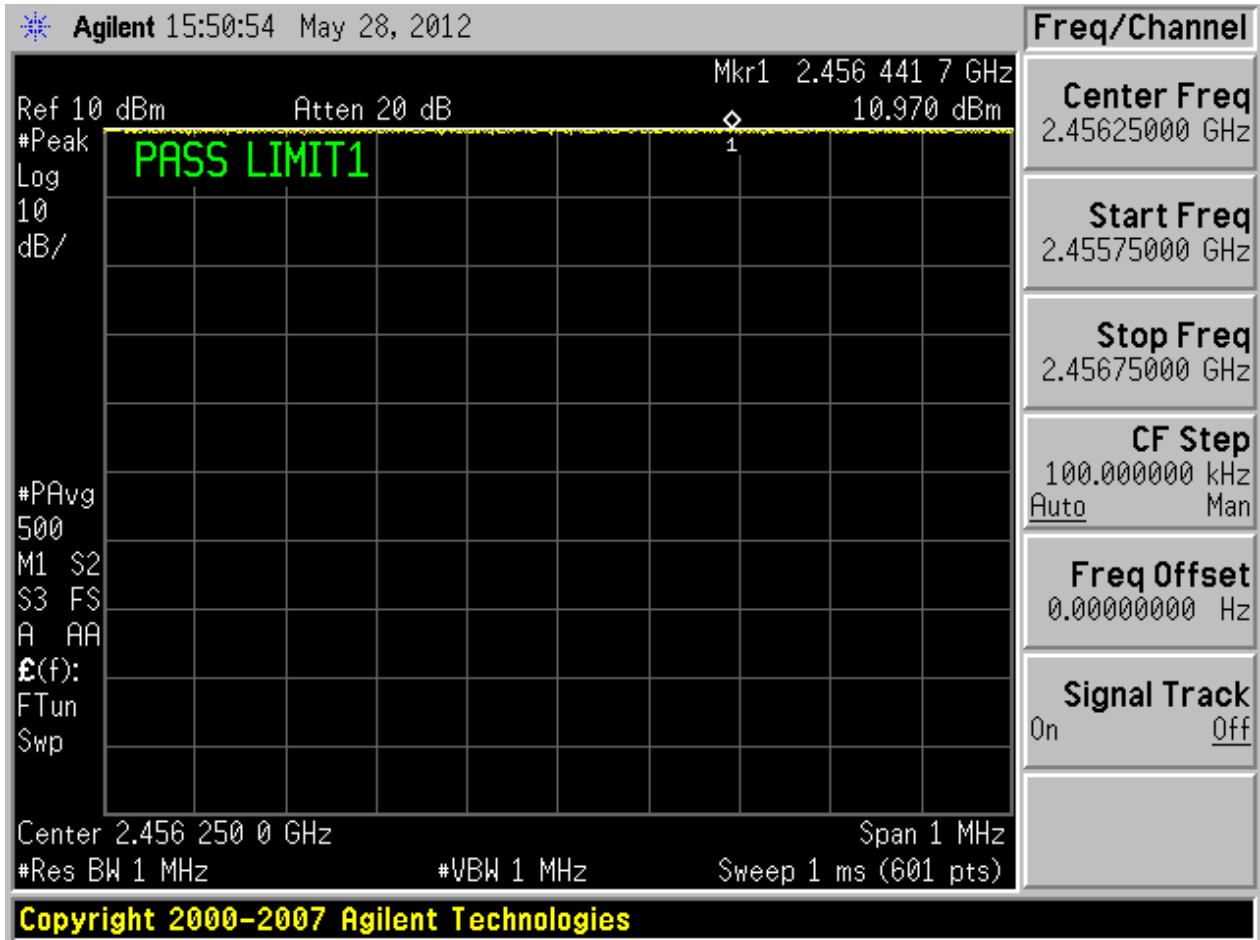 Agilent 15:50:54 May 28, 2012
Freq/Channel
Mkr1 2.456 441 7 GHz
Ref 10 dBm Atten 20 dB 10.970 dBm
#Peak
Log
10
dB/
PASS LIMIT1
1
#PAvg
500
M1 S2
S3 FS
A AA
£(f):
FTun
Swp
Center 2.456 250 0 GHz Span 1 MHz
#Res BW 1 MHz #VBW 1 MHz Sweep 1 ms (601 pts)
Center Freq
2.45625000 GHz
Start Freq
2.45575000 GHz
Stop Freq
2.45675000 GHz
CF Step
100.000000 kHz
Auto Man
Freq Offset
0.00000000 Hz
Signal Track
On Off
Copyright 2000-2007 Agilent Technologies